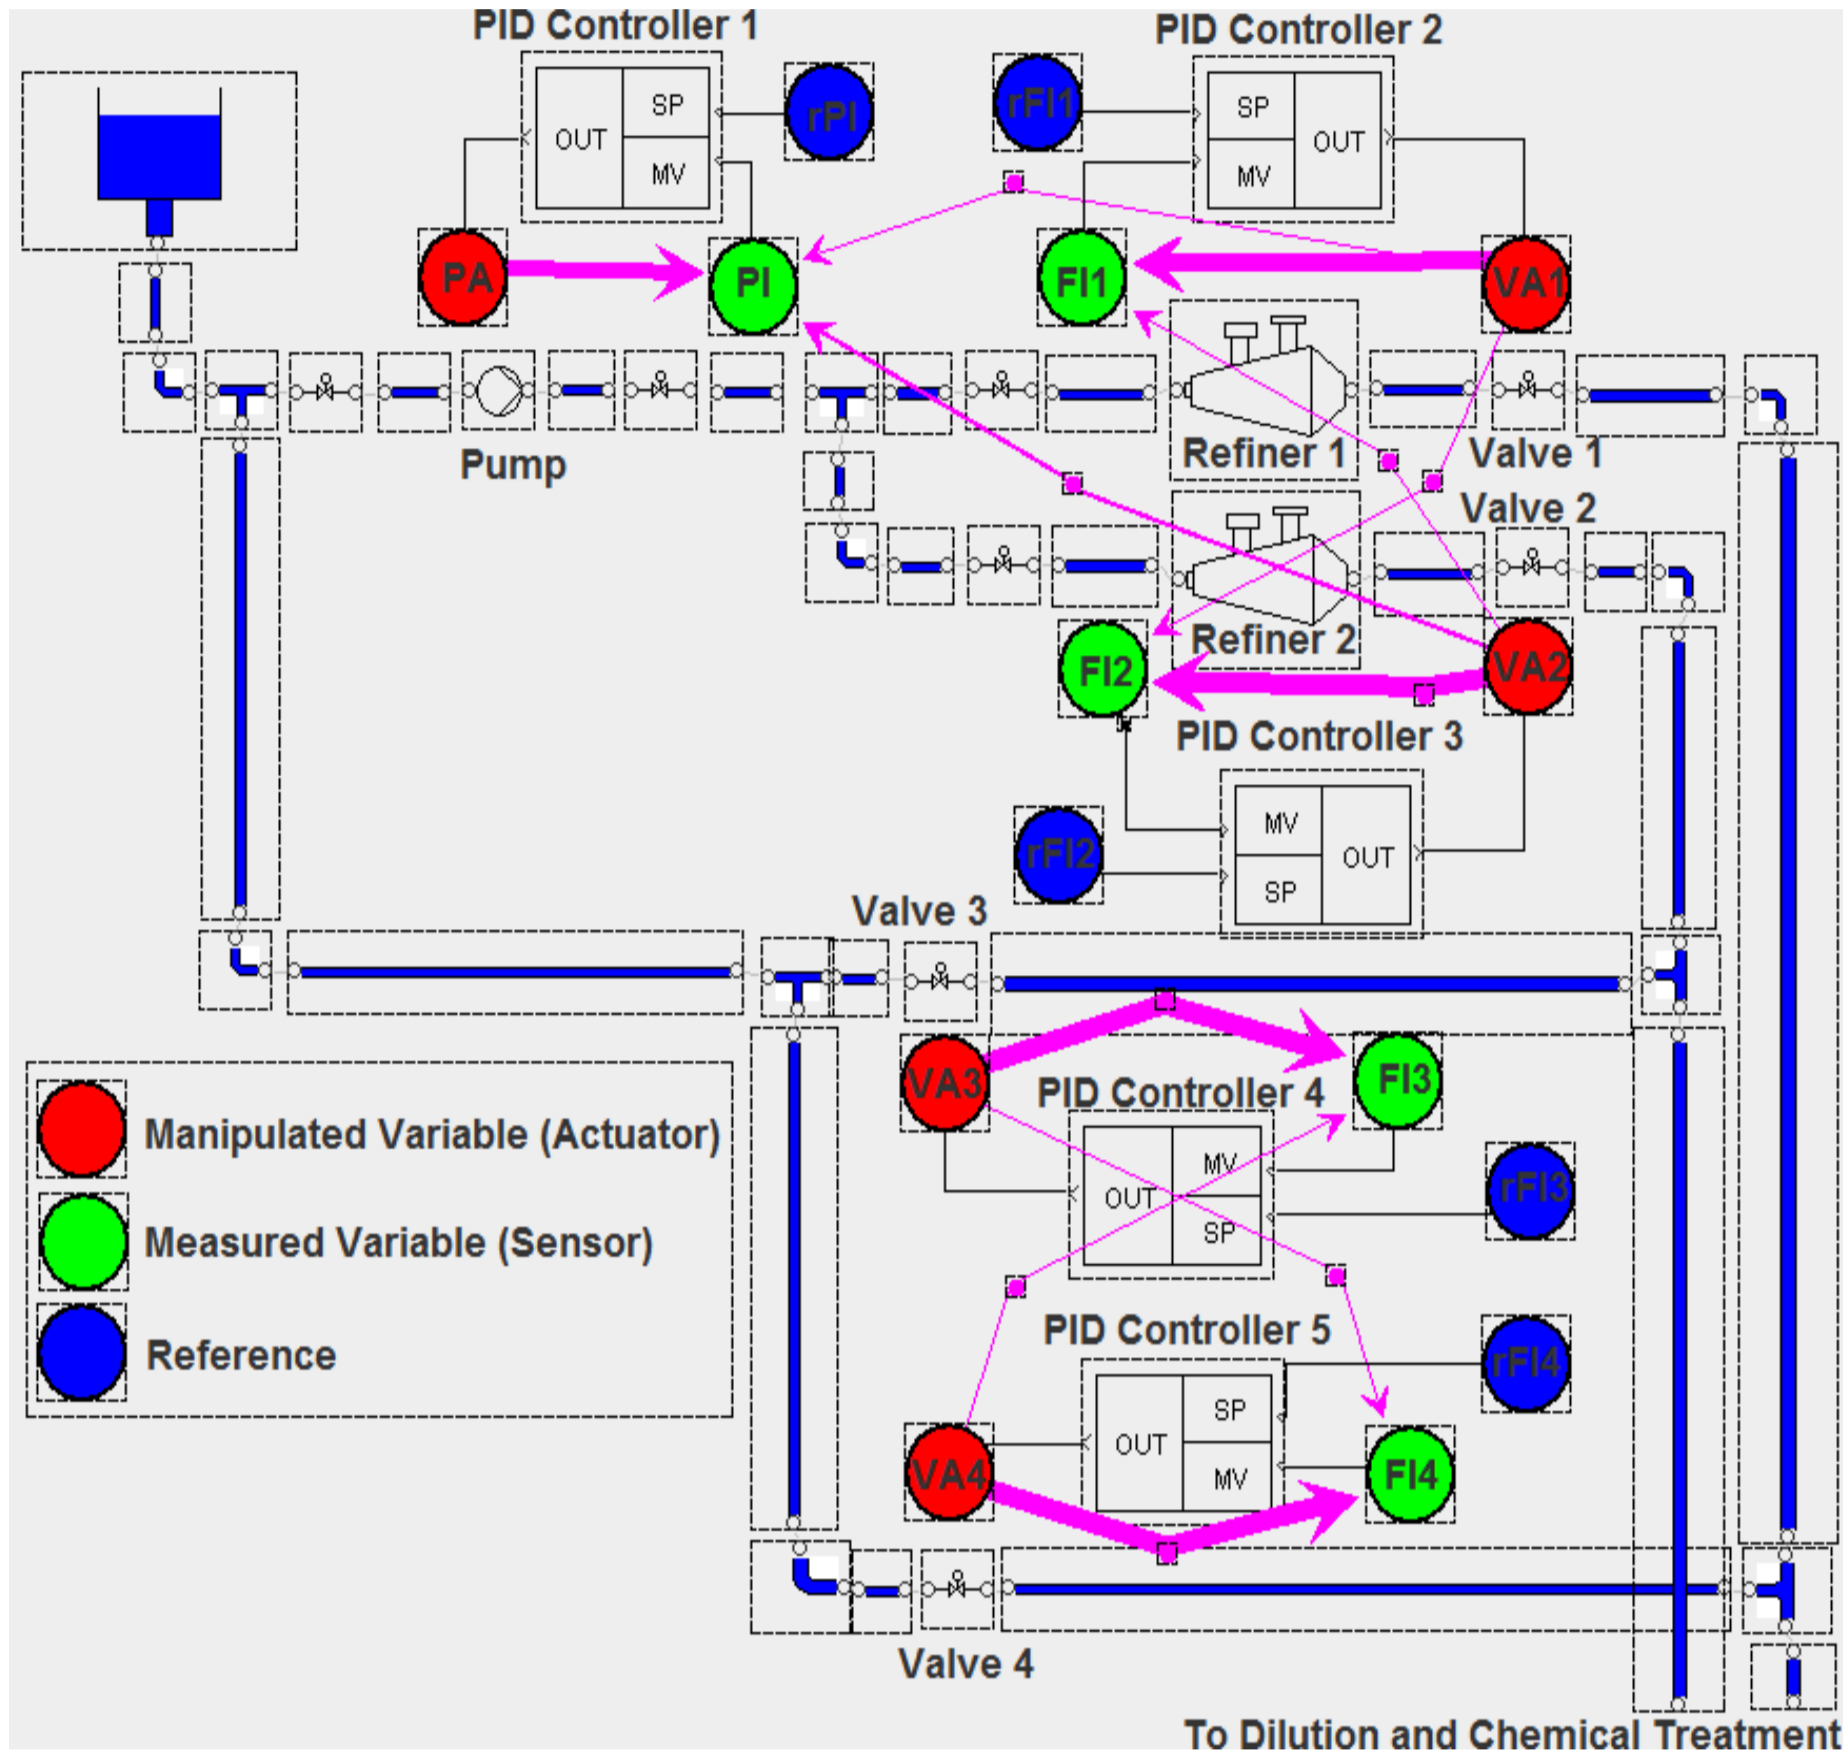 PID Controller 1
PID Controller 2
OUT
SP
MV
rPI
rFI1
SP
MV
OUT
PA
PI
FI1
VA1
Pump
Refiner 1
Valve 1
Valve 2
Refiner 2
FI2
VA2
PID Controller 3
MV
SP
OUT
rFI2
Valve 3
VA3
FI3
PID Controller 4
OUT
MV
SP
rFI3
Manipulated Variable (Actuator)
Measured Variable (Sensor)
Reference
PID Controller 5
OUT
SP
MV
rFI4
VA4
FI4
Valve 4
To Dilution and Chemical Treatment